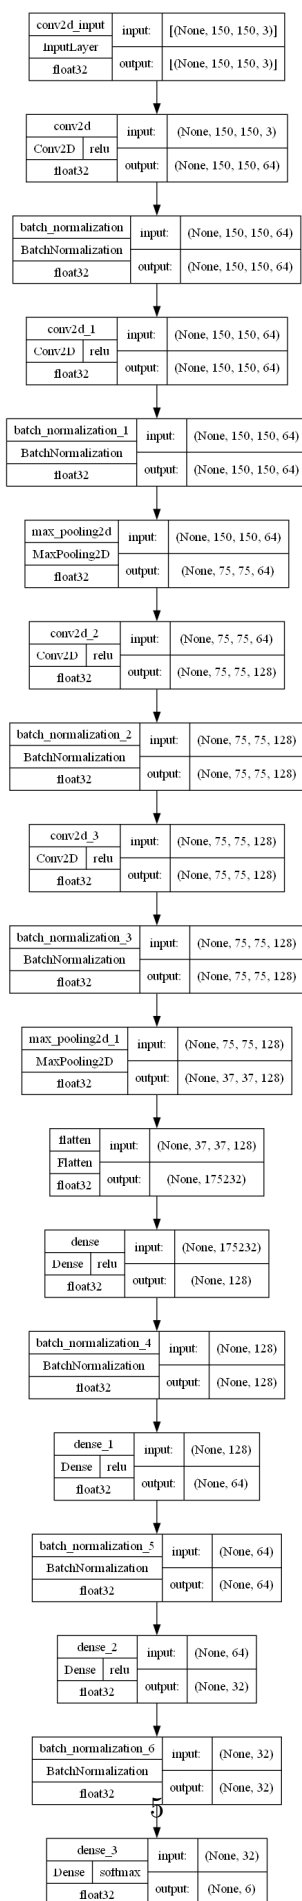 conv2d_input
InputLayer
float32
input:
[(None, 150, 150, 3)]
output:
[(None, 150, 150, 3)]
conv2d
Conv2D
relu
float32
input:
(None, 150, 150, 3)
output:
(None, 150, 150, 64)
batch_normalization
BatchNormalization
float32
input:
(None, 150, 150, 64)
output:
(None, 150, 150, 64)
conv2d_1
Conv2D
relu
float32
input:
(None, 150, 150, 64)
output:
(None, 150, 150, 64)
batch_normalization_1
BatchNormalization
float32
input:
(None, 150, 150, 64)
output:
(None, 150, 150, 64)
max_pooling2d
MaxPooling2D
float32
input:
(None, 150, 150, 64)
output:
(None, 75, 75, 64)
conv2d_2
Conv2D
relu
float32
input:
(None, 75, 75, 64)
output:
(None, 75, 75, 128)
batch_normalization_2
BatchNormalization
float32
input:
(None, 75, 75, 128)
output:
(None, 75, 75, 128)
conv2d_3
Conv2D
relu
float32
input:
(None, 75, 75, 128)
output:
(None, 75, 75, 128)
batch_normalization_3
BatchNormalization
float32
input:
(None, 75, 75, 128)
output:
(None, 75, 75, 128)
max_pooling2d_1
MaxPooling2D
float32
input:
(None, 75, 75, 128)
output:
(None, 37, 37, 128)
flatten
Flatten
float32
input:
(None, 37, 37, 128)
output:
(None, 175232)
dense
Dense
relu
float32
input:
(None, 175232)
output:
(None, 128)
batch_normalization_4
BatchNormalization
float32
input:
(None, 128)
output:
(None, 128)
dense_1
Dense
relu
float32
input:
(None, 128)
output:
(None, 64)
batch_normalization_5
BatchNormalization
float32
input:
(None, 64)
output:
(None, 64)
dense_2
Dense
relu
float32
input:
(None, 64)
output:
(None, 32)
batch_normalization_6
BatchNormalization
float32
input:
(None, 32)
output:
(None, 32)
5
dense_3
Dense
softmax
float32
input:
(None, 32)
output:
(None, 6)